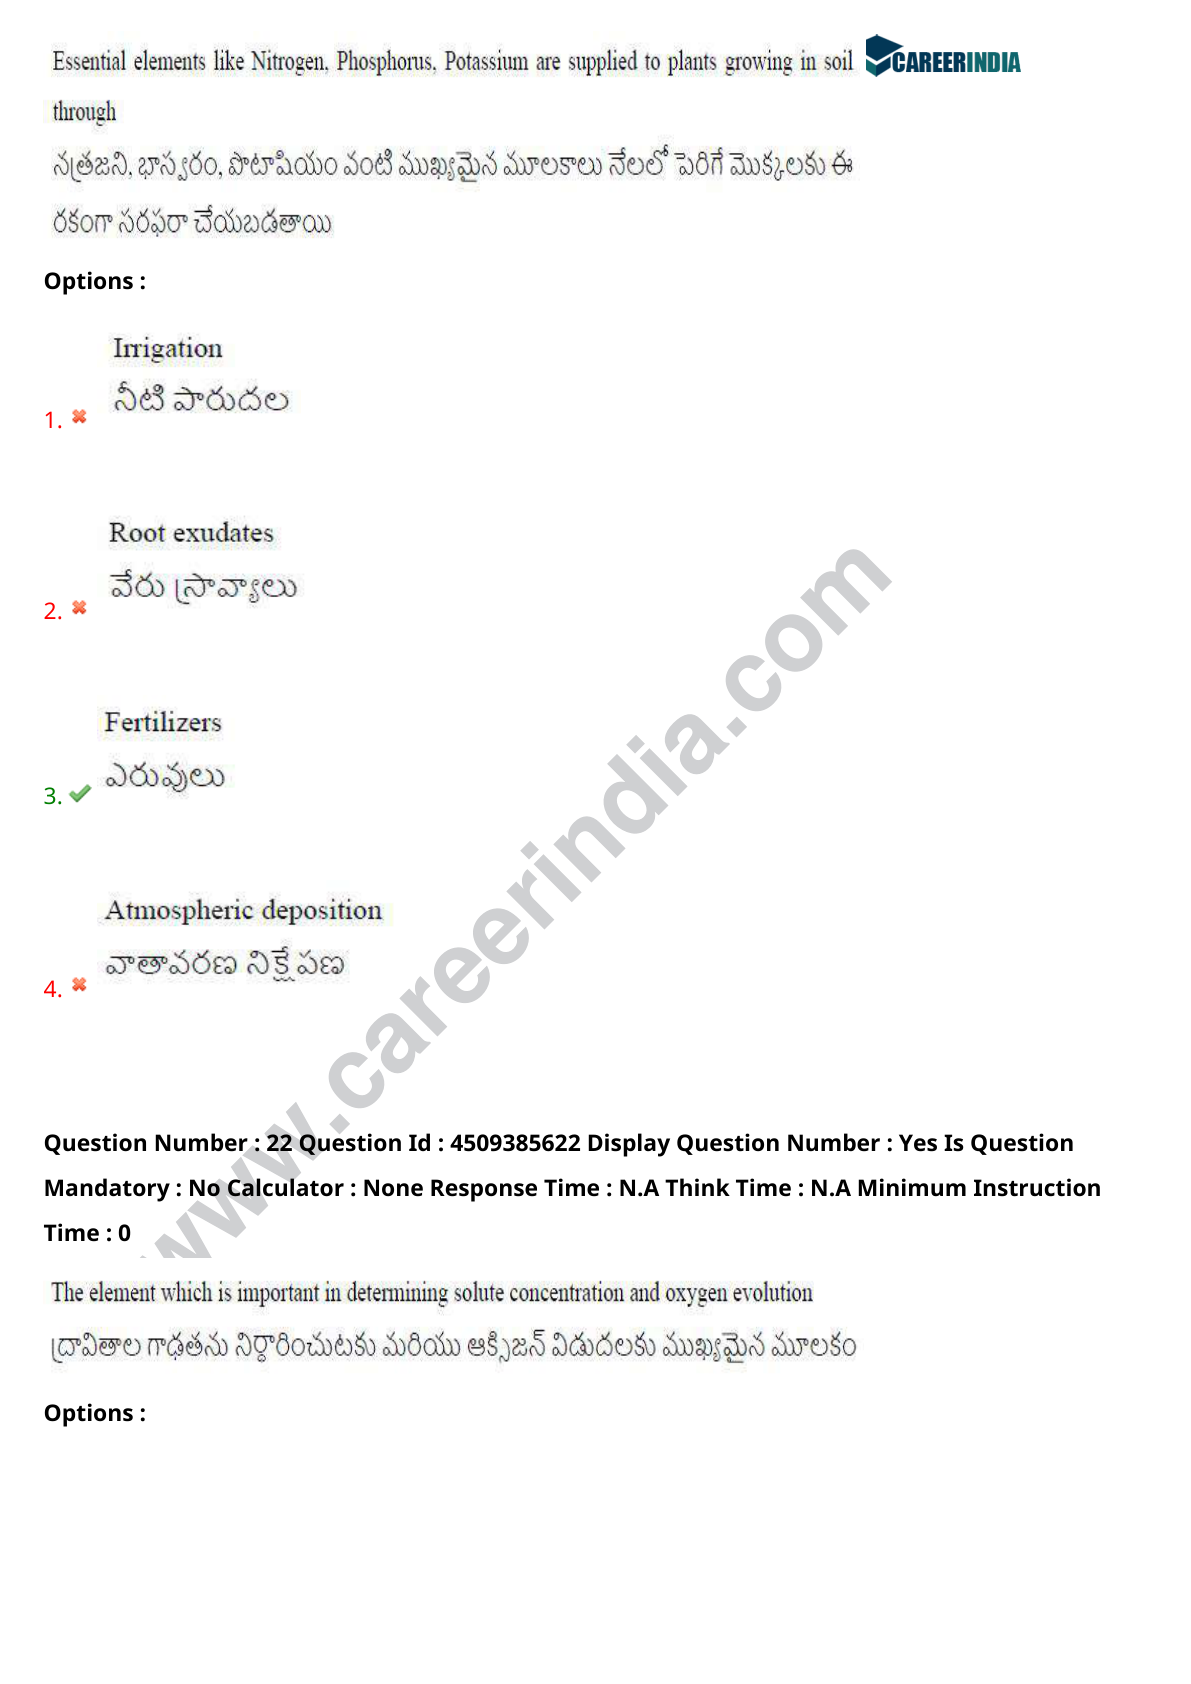 Essential elements like Nitrogen, Phosphorus, Potassium are supplied to plants growing in soil
CAREERINDIA
through
నత్రజని, భాస్వరం, పొటాషియం వంటి ముఖ్యమైన మూలకాలు నేలలో పెరిగే మొక్కలకు ఈ
రకంగా సరఫరా చేయబడతాయి
Options :
Irrigation
నీటి పారుదల
1.
Root exudates
వేరు స్రావ్యాలు
2.
Fertilizers
ఎరువులు
3.
Atmospheric deposition
వాతావరణ నిక్షేపణ
4.
www.careerindia.com
Question Number : 22 Question Id : 4509385622 Display Question Number : Yes Is Question
Mandatory : No Calculator : None Response Time : N.A Think Time : N.A Minimum Instruction
Time : 0
The element which is important in determining solute concentration and oxygen evolution
ద్రావితాల గాఢతను నిర్ధారించుటకు మరియు ఆక్సిజన్ విడుదలకు ముఖ్యమైన మూలకం
Options :